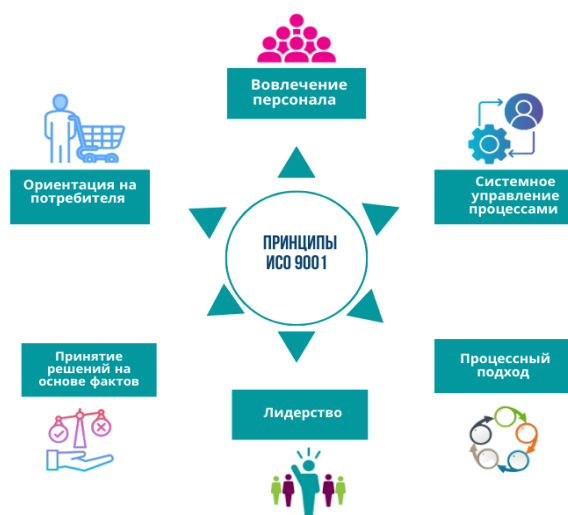 Вовлечение
персонала
Ориентация на
потребителя
Системное
управление
процессами
ПРИНЦИПЫ
ИСО 9001
Принятие
решений на
основе фактов
Процессный
подход
Лидерство